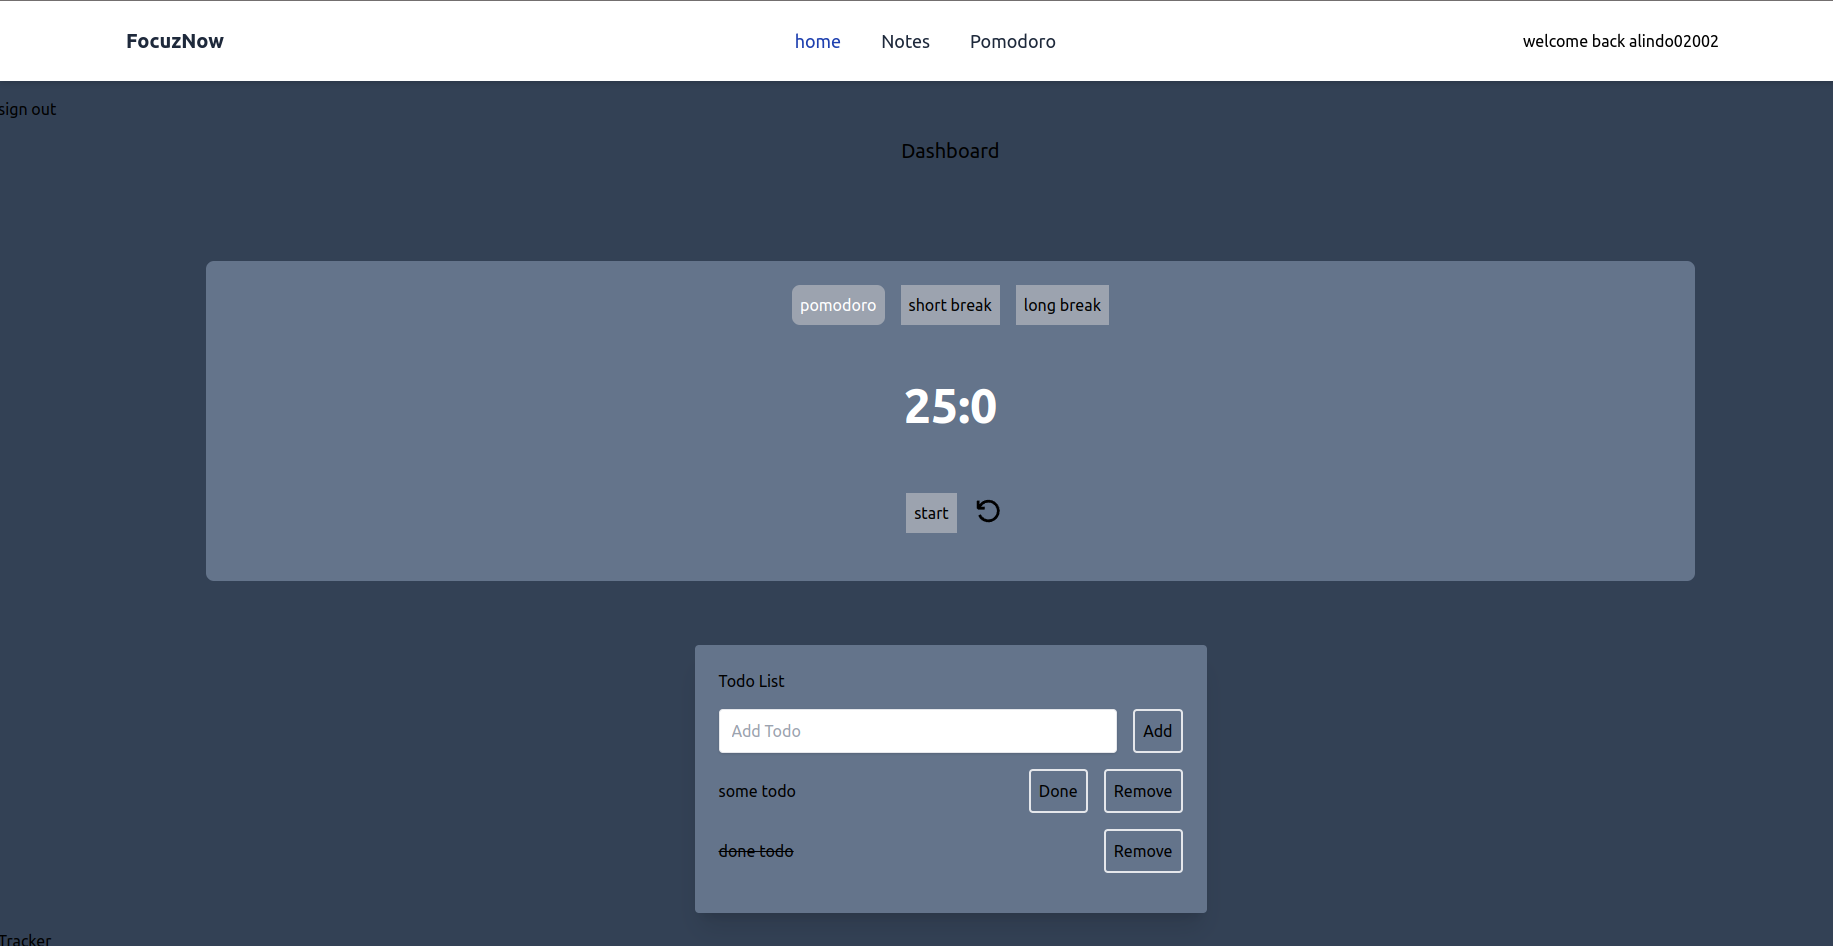 FocuzNow
home Notes Pomodoro
welcome back alindo02002
sign out
Dashboard
pomodoro short break long break
25:0
start
Todo List
Add Todo Add
some todo Done Remove
done todo Remove
Tracker